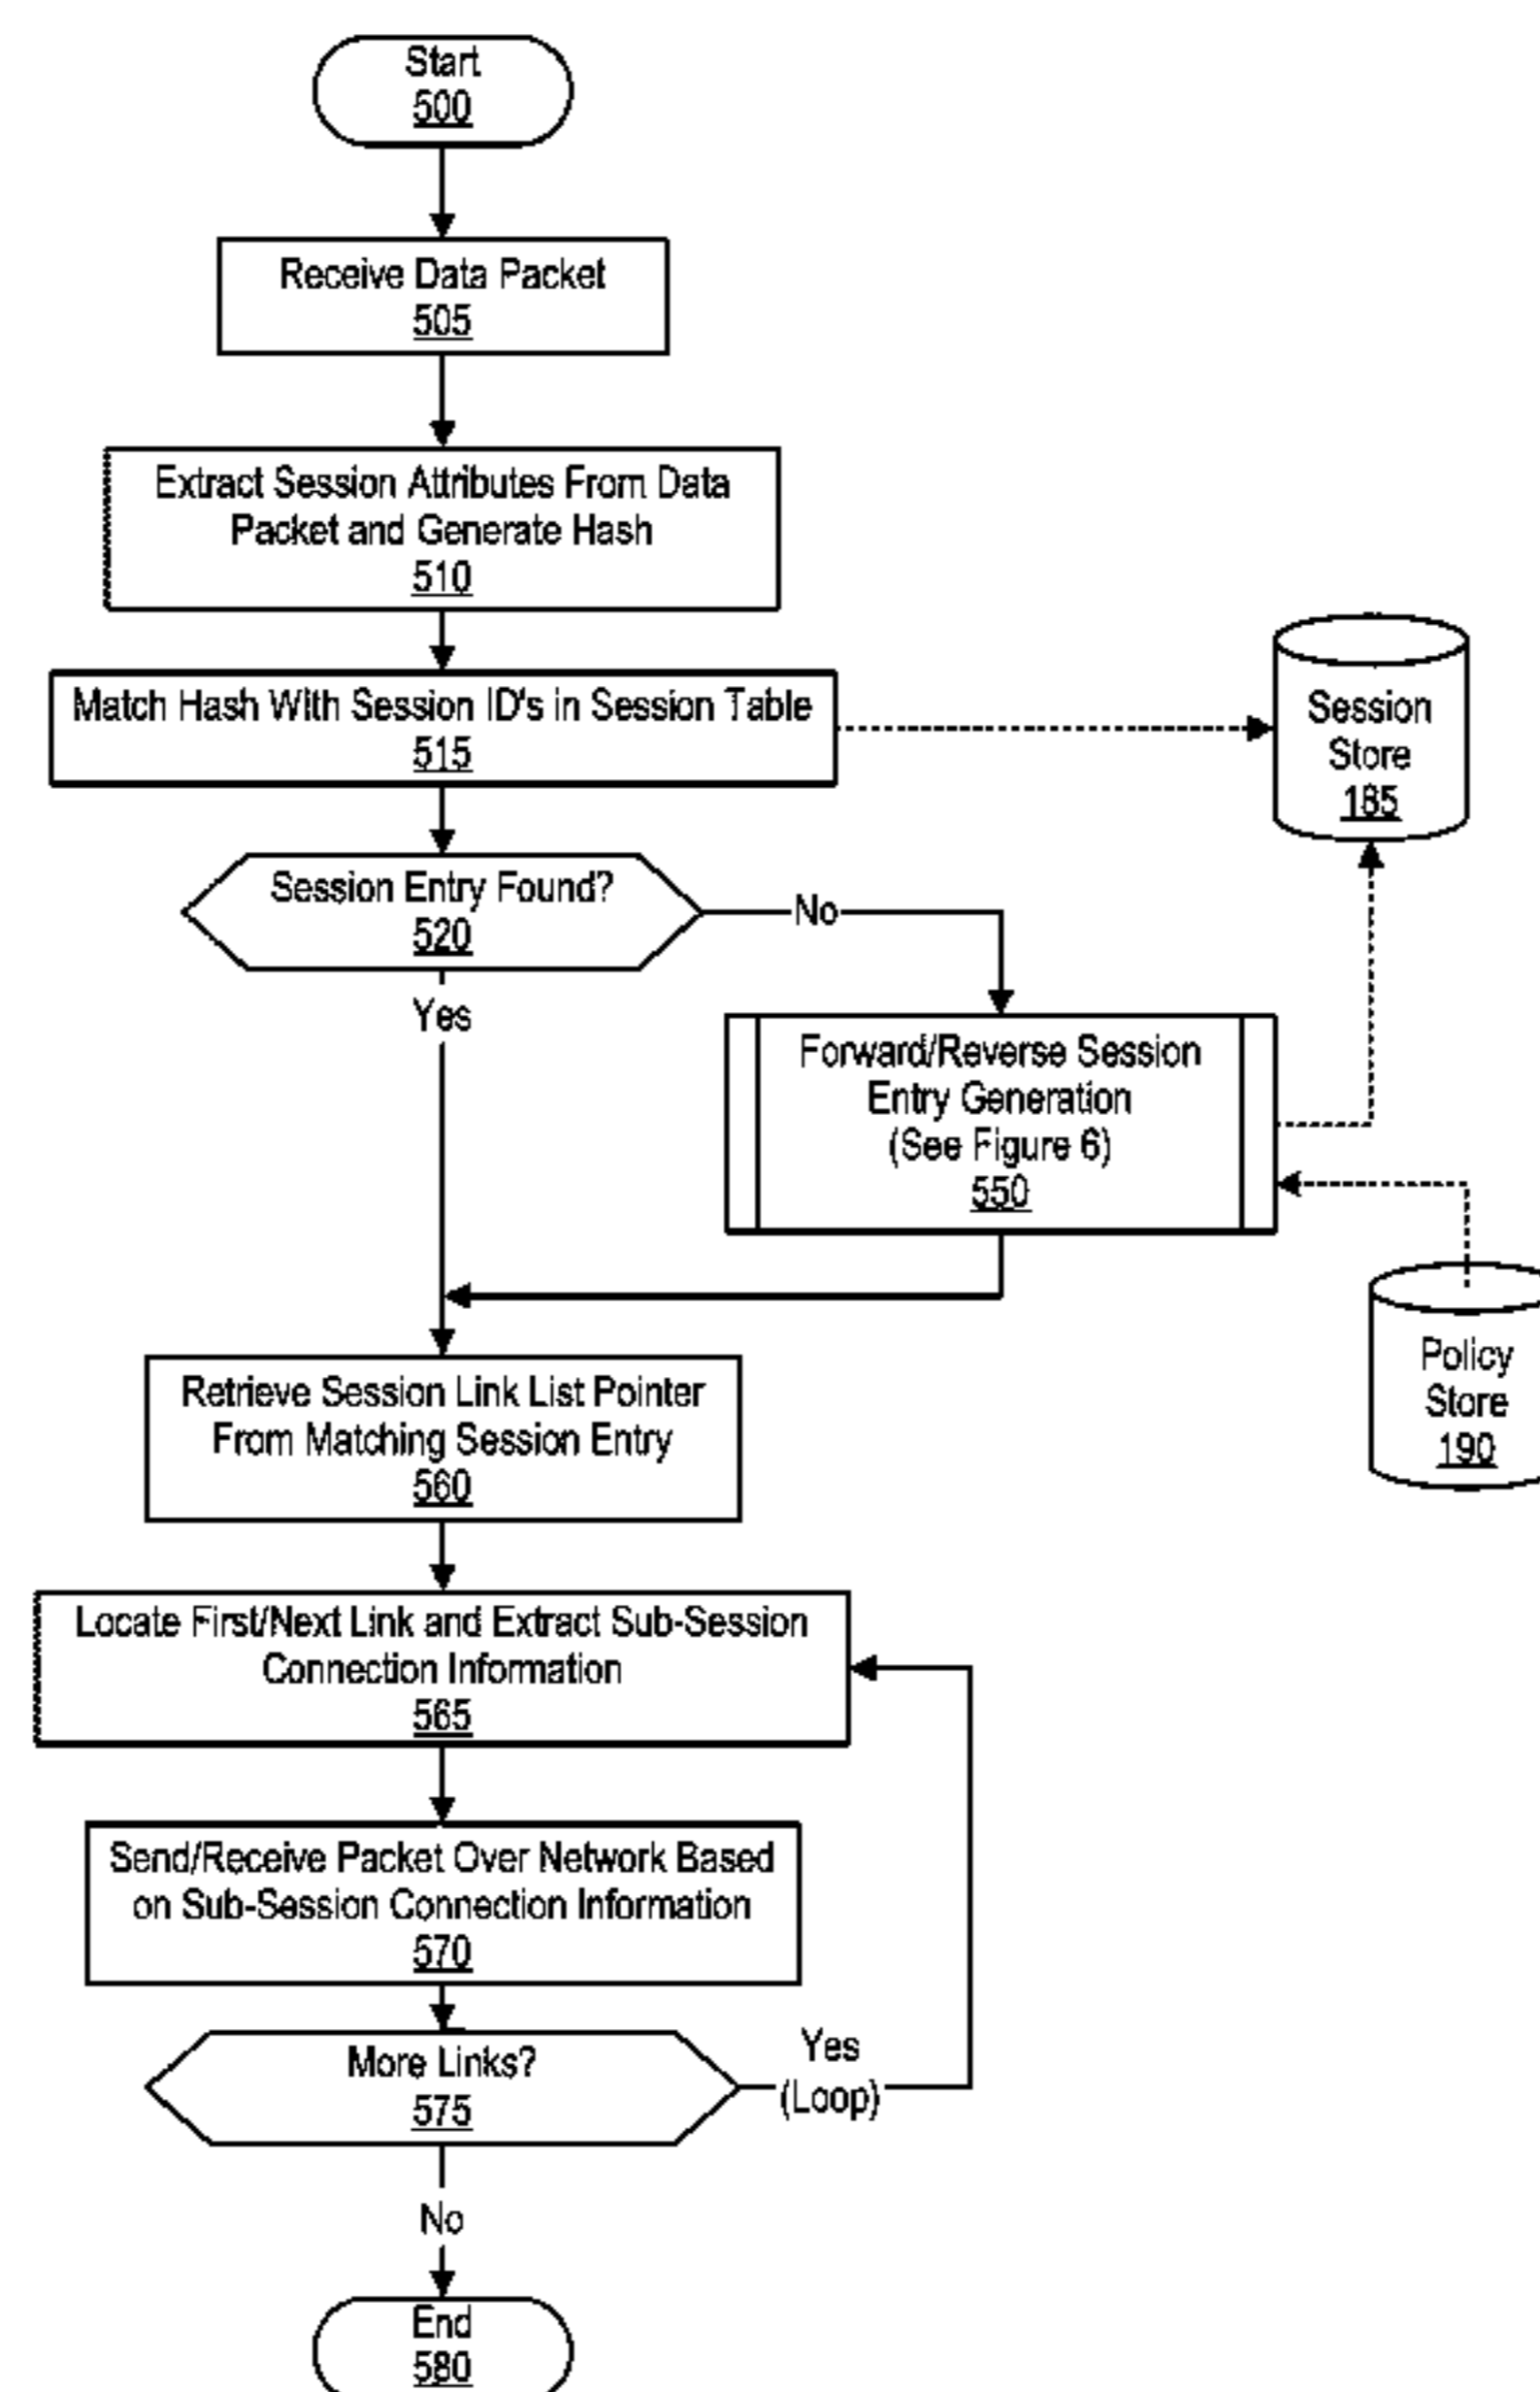 Start
500
Receive Data Packet
505
Extract Session Attributes From Data
Packet and Generate Hash
510
Match Hash With Session ID's in Session Table
515
Session
Store
185
Session Entry Found?
520
No
Yes
Forward/Reverse Session
Entry Generation
(See Figure 6)
550
Policy
Store
190
Retrieve Session Link List Pointer
From Matching Session Entry
560
Locate First/Next Link and Extract Sub-Session
Connection Information
565
Send/Receive Packet Over Network Based
on Sub-Session Connection Information
570
More Links?
575
Yes
(Loop)
No
End
580